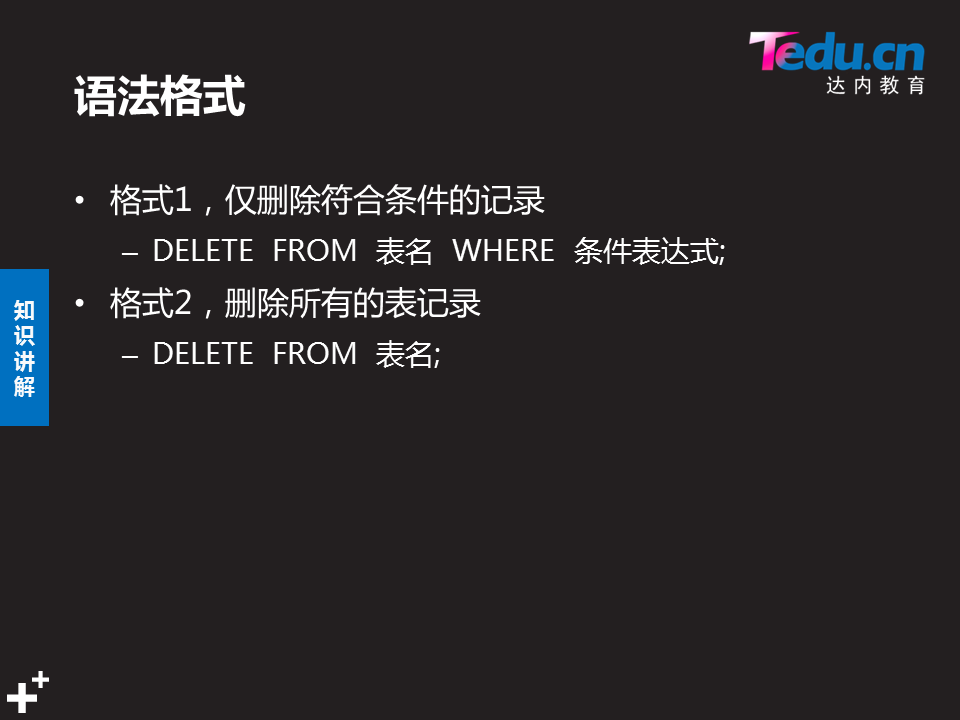 Tedu.cn
达内教育
语法格式
• 格式1，仅删除符合条件的记录
– DELETE FROM 表名 WHERE 条件表达式;
• 格式2，删除所有的表记录
– DELETE FROM 表名;
知
识
讲
解